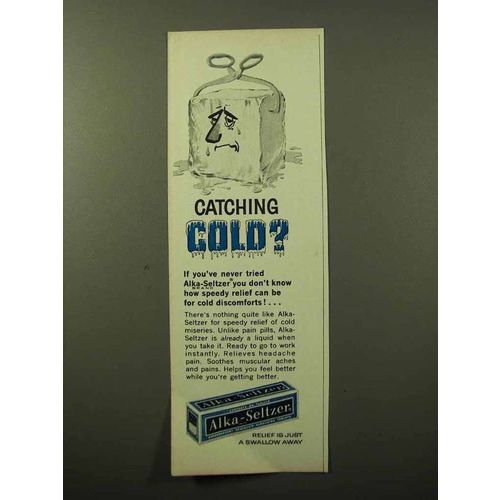 CATCHING
COLD?
If you've never tried
Alka-Seltzer® you don't know
BRAND
how speedy relief can be
for cold discomforts! ...
There's nothing quite like Alka-
Seltzer for speedy relief of cold
miseries. Unlike pain pills, Alka-
Seltzer is already a liquid when
you take it. Ready to go to work
instantly. Relieves headache
pain. Soothes muscular aches
and pains. Helps you feel better
while you're getting better.
Alka-Seltzer
Alka-Seltzer
RELIEF IS JUST
A SWALLOW AWAY